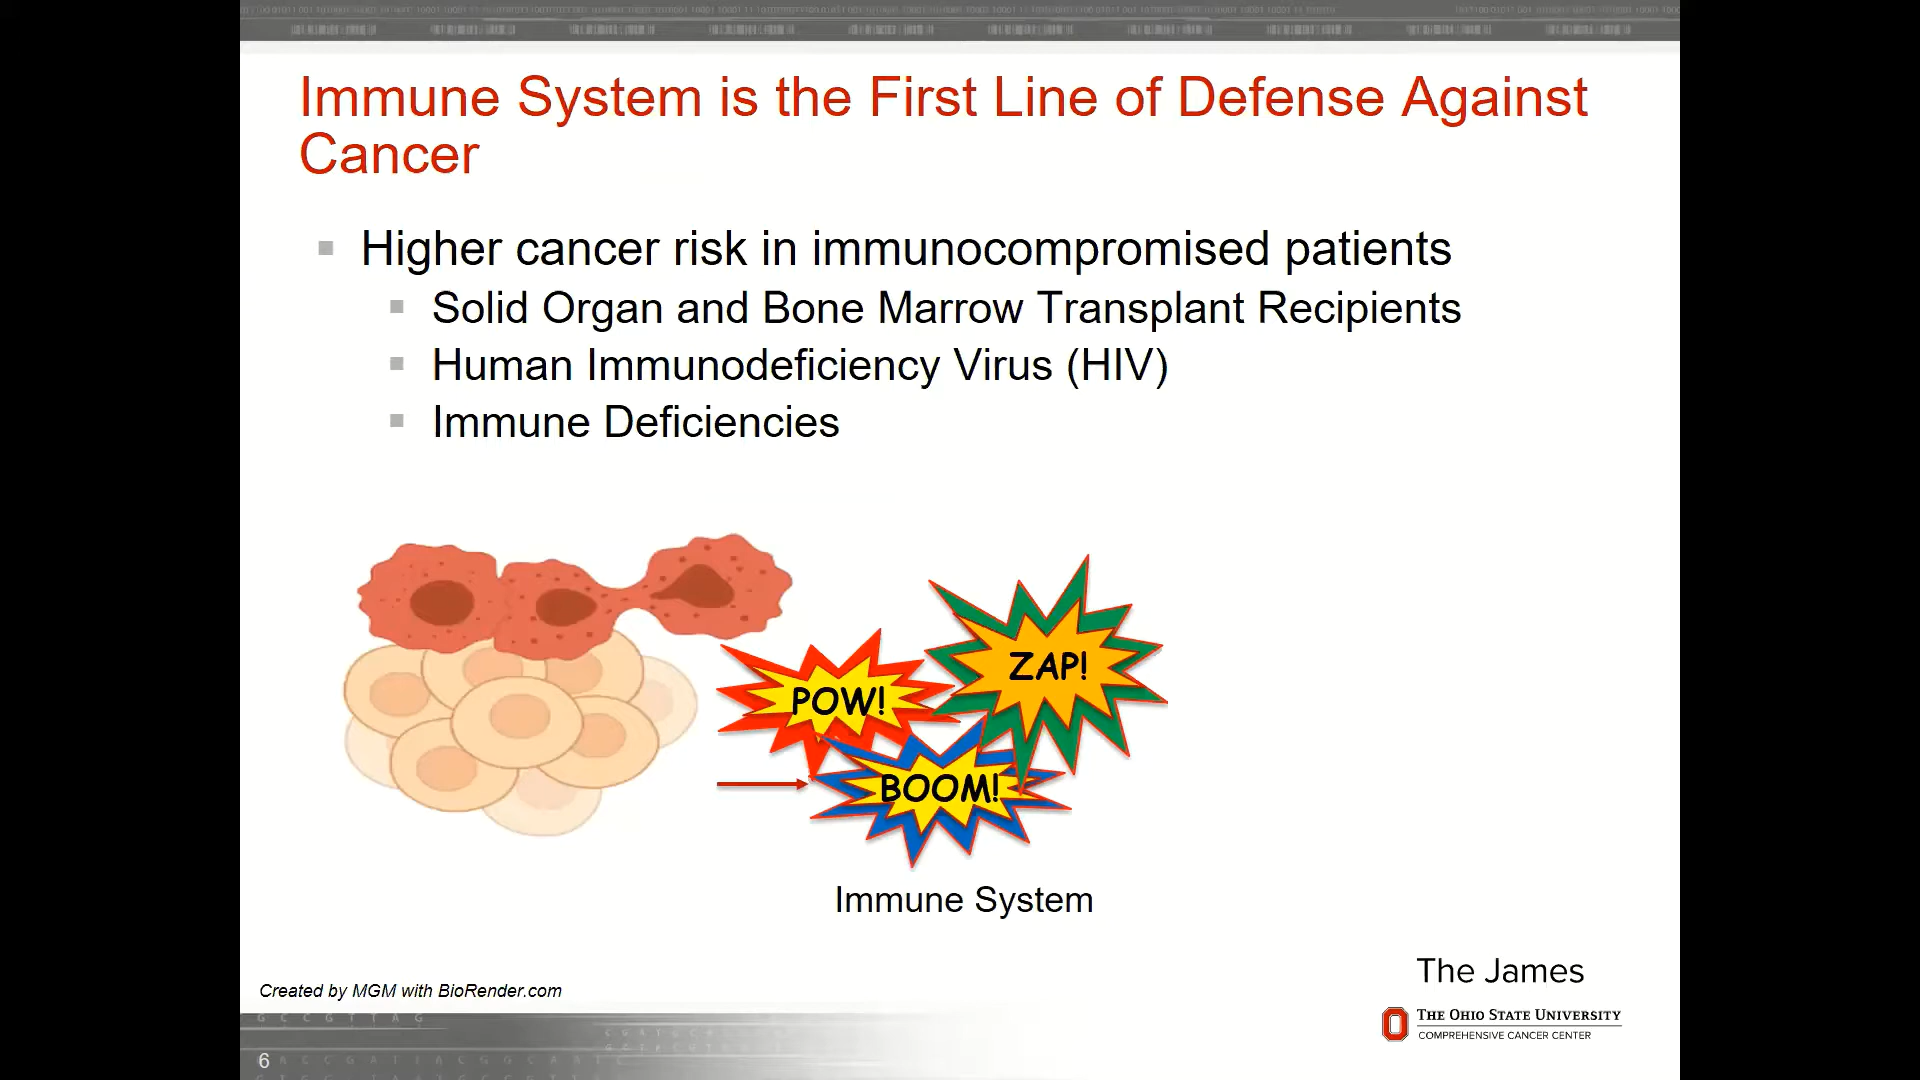 Immune System is the First Line of Defense Against
Cancer
Higher cancer risk in immunocompromised patients
Solid Organ and Bone Marrow Transplant Recipients
Human Immunodeficiency Virus (HIV)
Immune Deficiencies
POW!
ZAP!
BOOM!
Immune System
Created by MGM with BioRender.com
The James
THE OHIO STATE UNIVERSITY
COMPREHENSIVE CANCER CENTER
G C C G T T A G
6